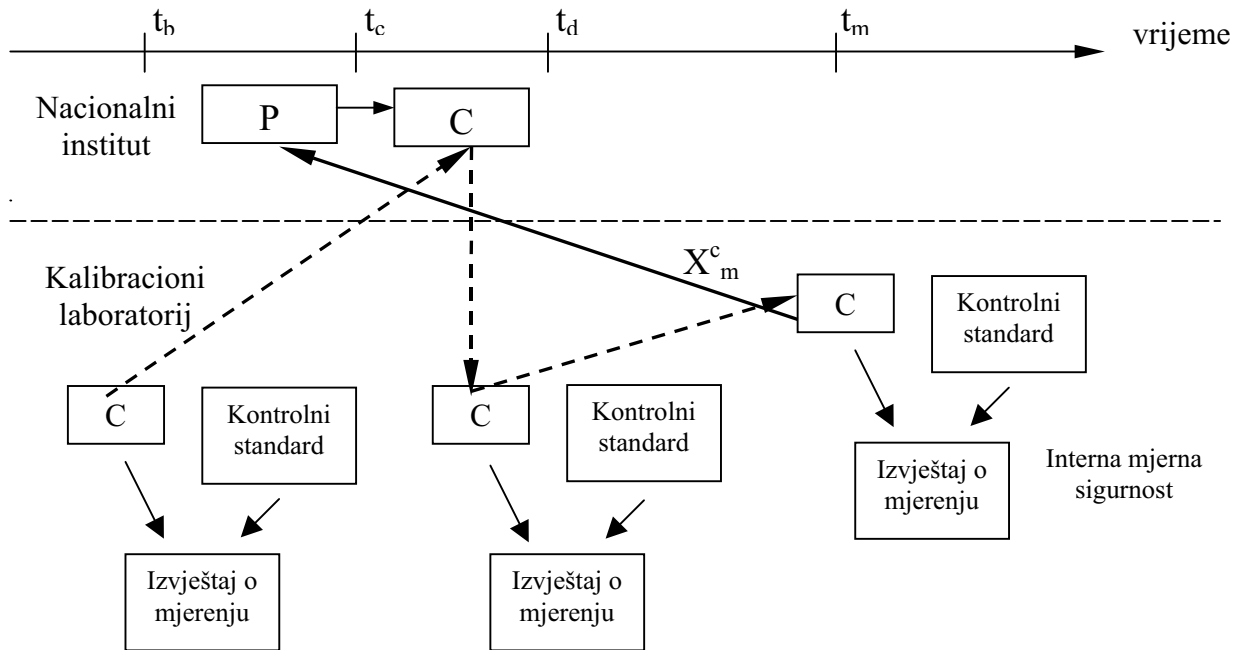 t_b
t_c
t_d
t_m
vrijeme
Nacionalni
institut
P
C
Kalibracioni
laboratorij
X^c_m
C
Kontrolni
standard
C
Kontrolni
standard
C
Kontrolni
standard
Izvještaj o
mjerenju
Interna mjerna
sigurnost
Izvještaj o
mjerenju
Izvještaj o
mjerenju